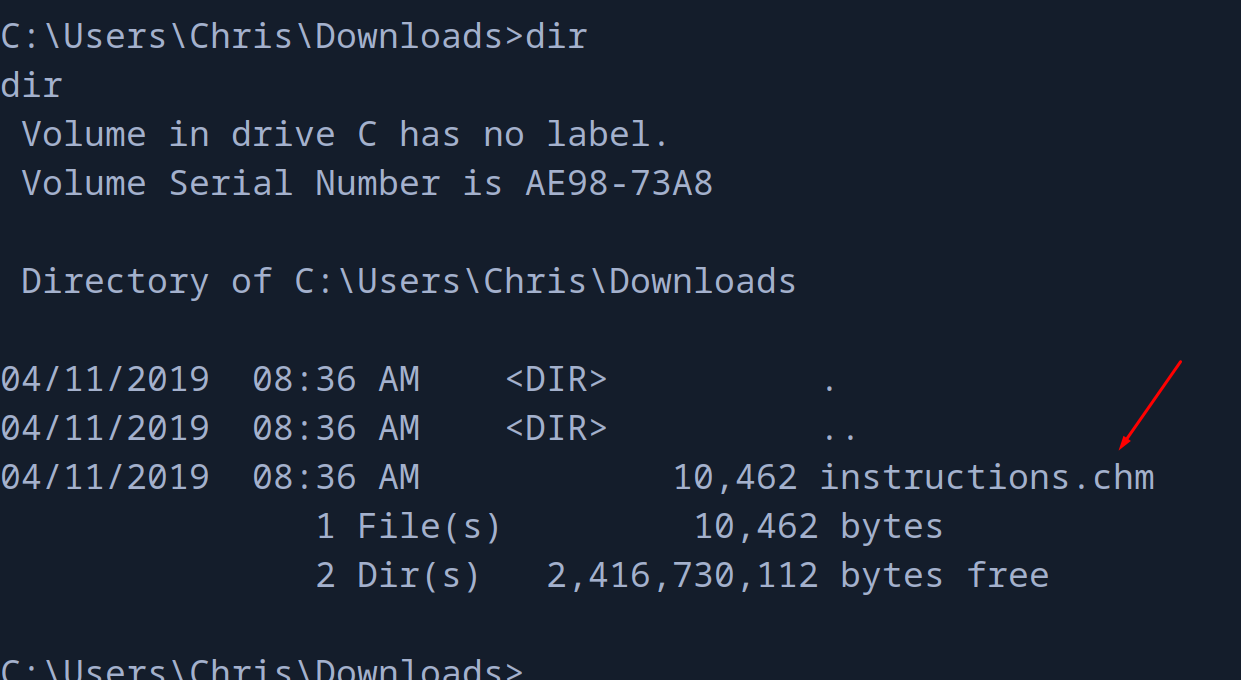 C:\Users\Chris\Downloads>dir
dir
 Volume in drive C has no label.
 Volume Serial Number is AE98-73A8
 Directory of C:\Users\Chris\Downloads
04/11/2019  08:36 AM    <DIR>          .
04/11/2019  08:36 AM    <DIR>          ..
04/11/2019  08:36 AM            10,462 instructions.chm
               1 File(s)         10,462 bytes
               2 Dir(s)   2,416,730,112 bytes free
C:\Users\Chris\Downloads>